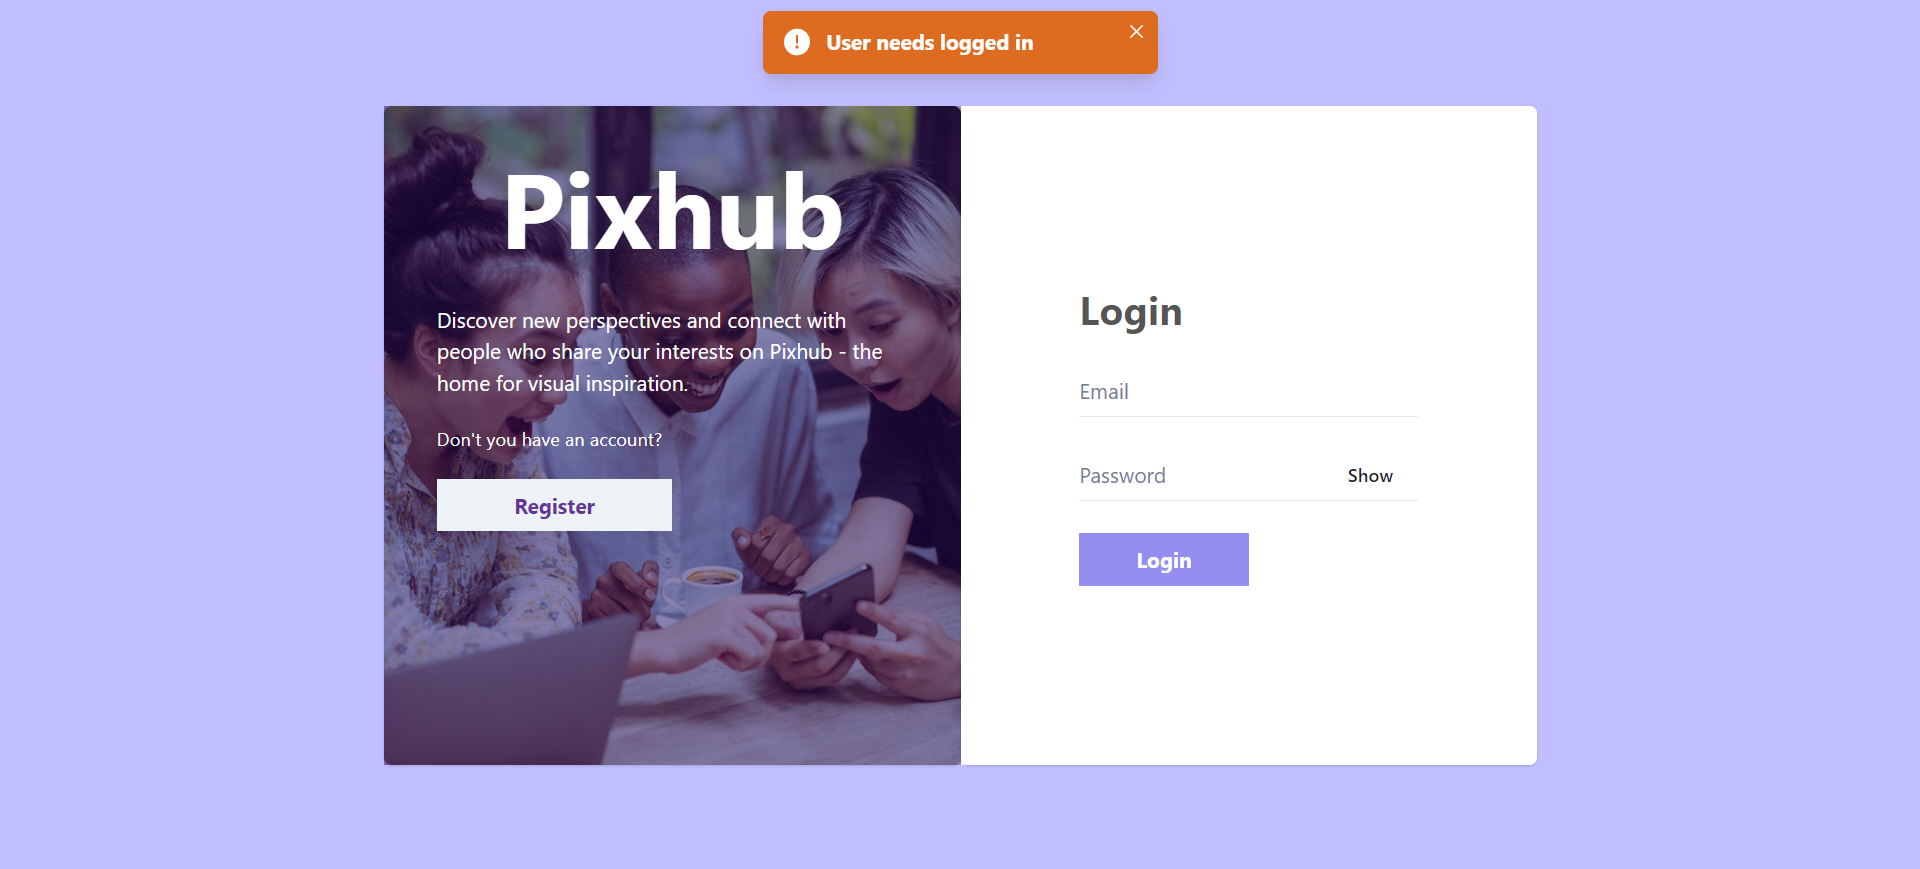 User needs logged in
Pixhub
Discover new perspectives and connect with
people who share your interests on Pixhub - the
home for visual inspiration.
Don't you have an account?
Register
Login
Email
Password Show
Login